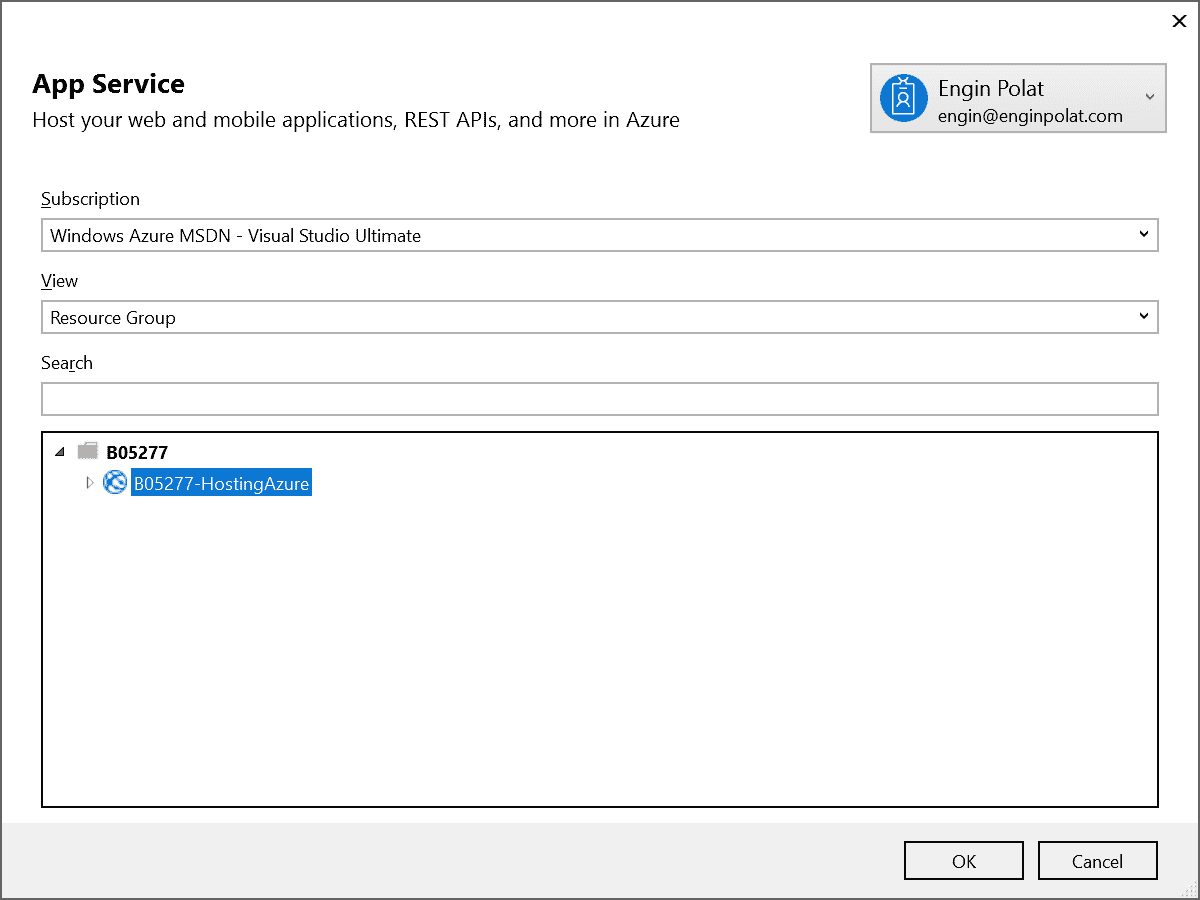 App Service
Host your web and mobile applications, REST APIs, and more in Azure
Engin Polat
engin@enginpolat.com
Subscription
Windows Azure MSDN - Visual Studio Ultimate
View
Resource Group
Search
B05277
B05277-HostingAzure
OK
Cancel